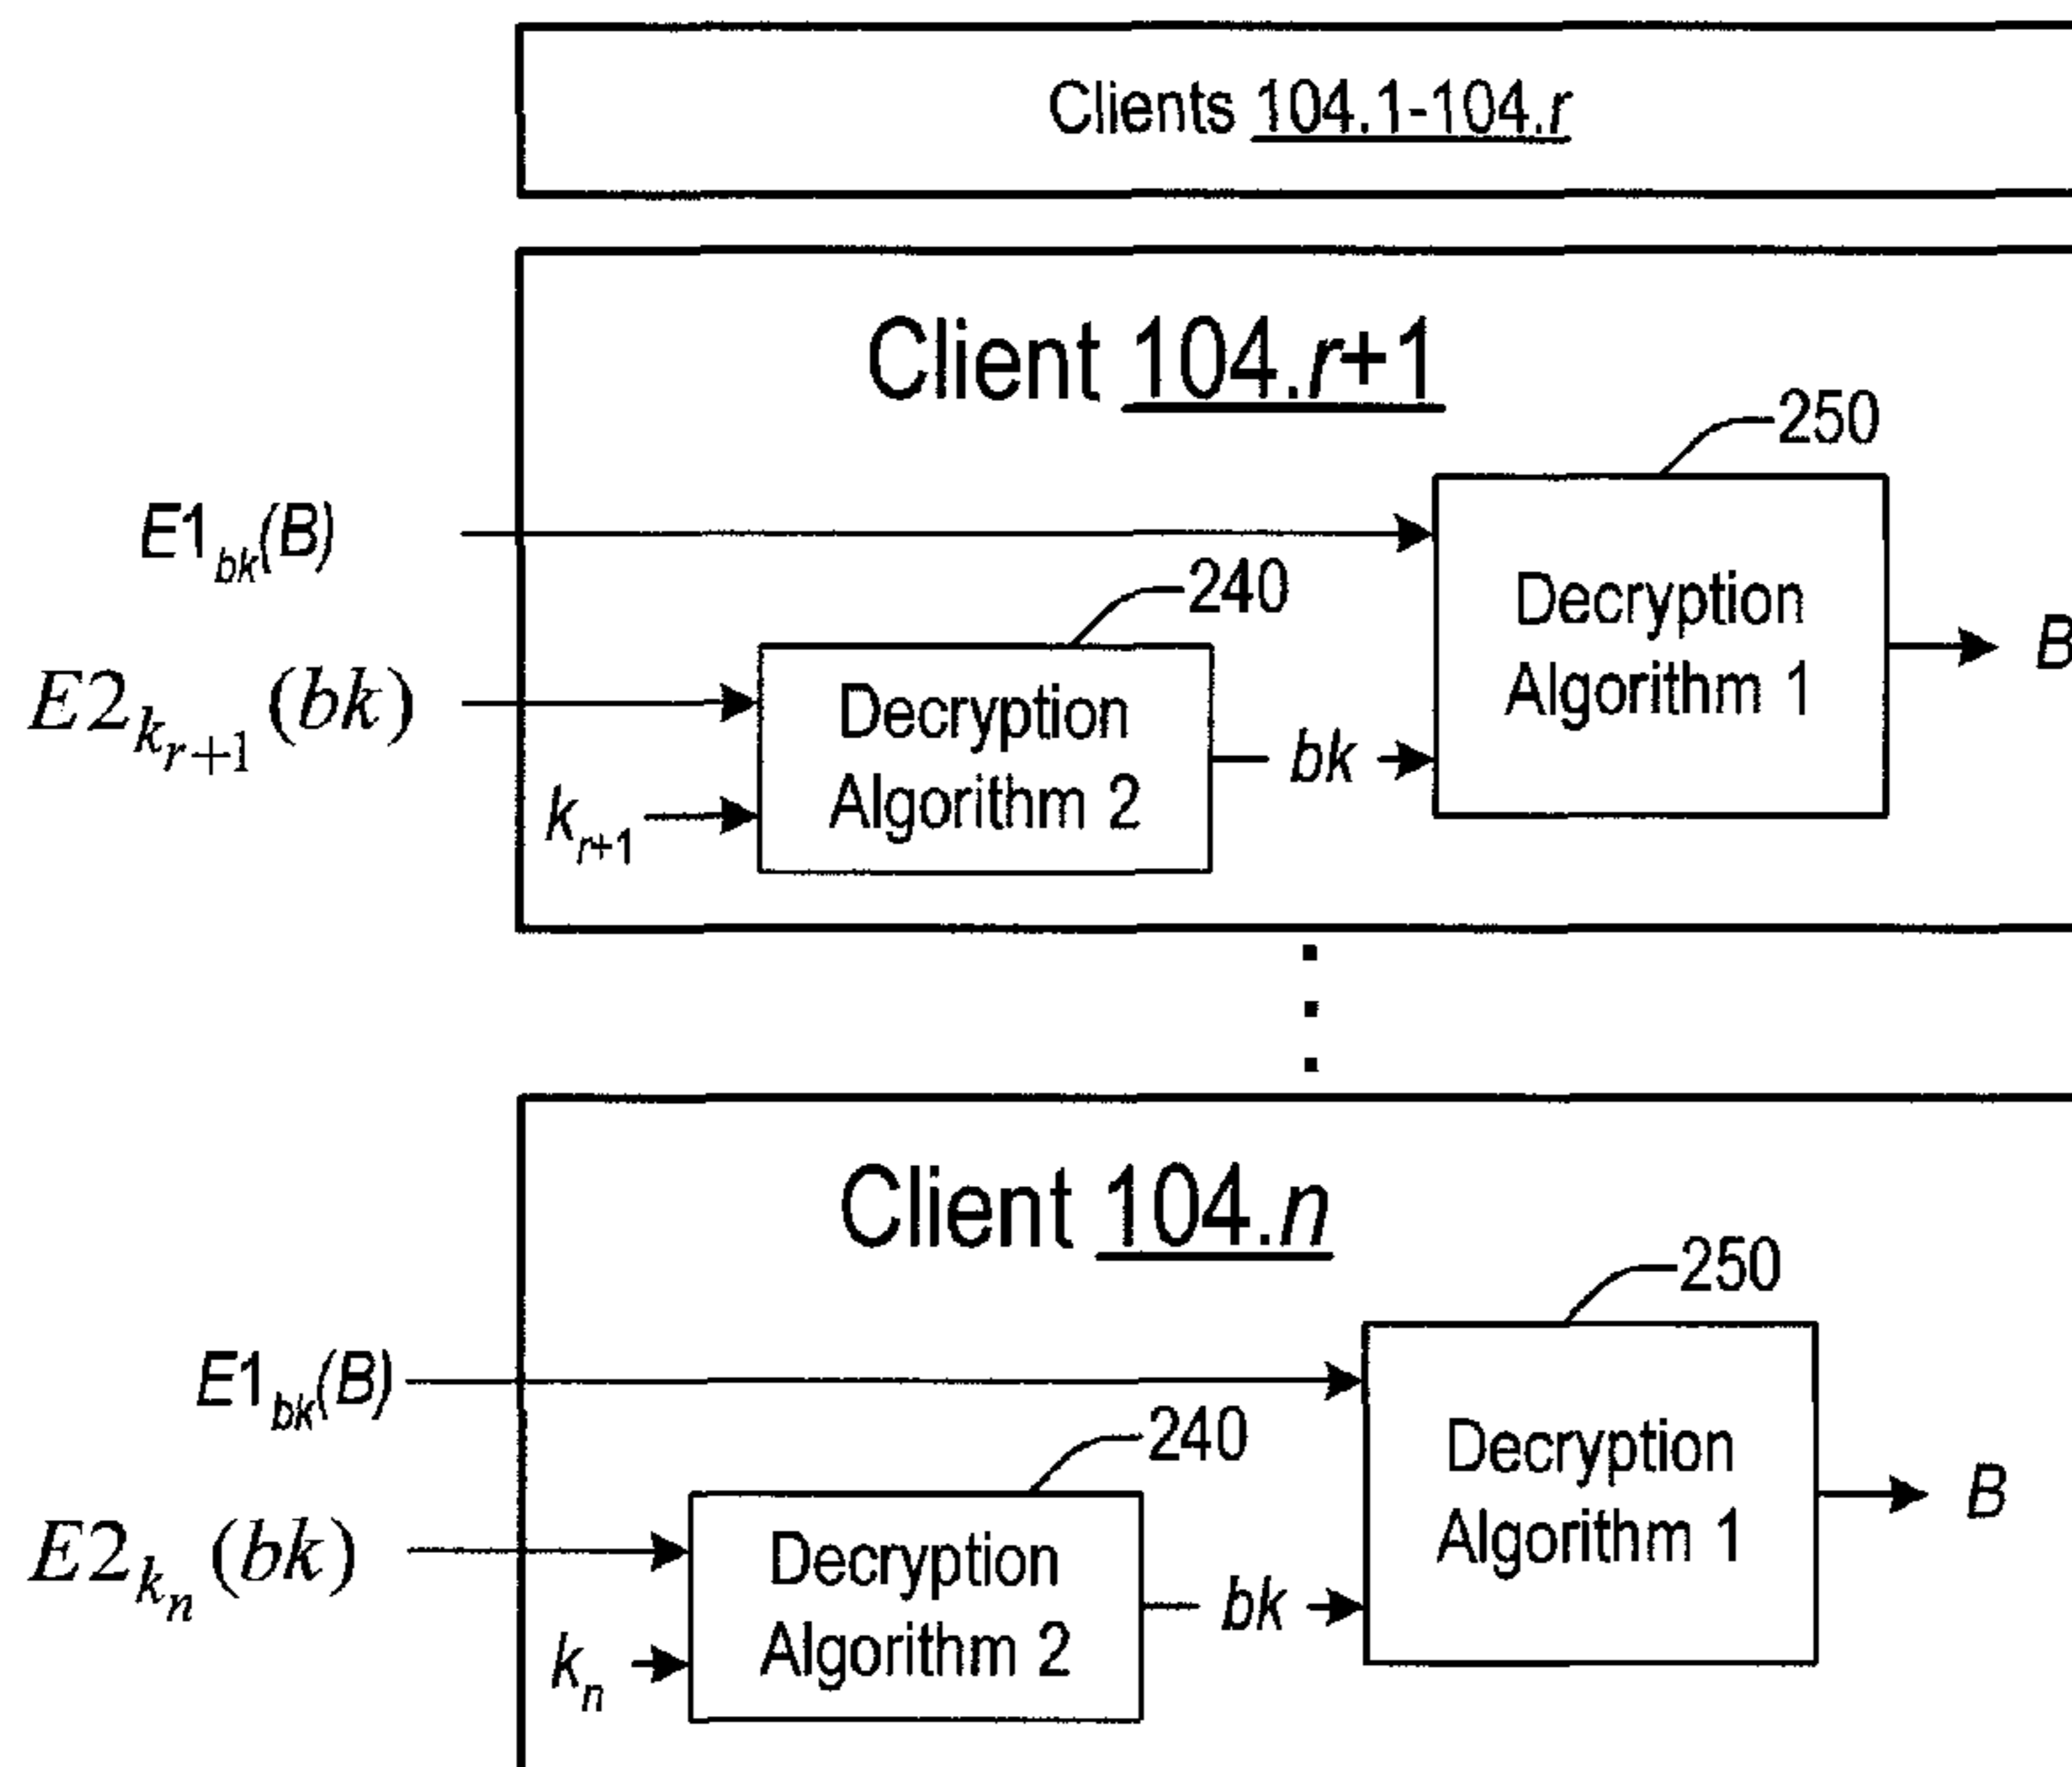 Clients 104.1-104.r
Client 104.r+1
250
E1bk(B)
240
Decryption
Algorithm 1
B
E2kr+1 (bk)
Decryption
Algorithm 2
bk
kr+1
Client 104.n
250
E1bk(B)
240
Decryption
Algorithm 1
B
E2kn (bk)
Decryption
Algorithm 2
bk
kn